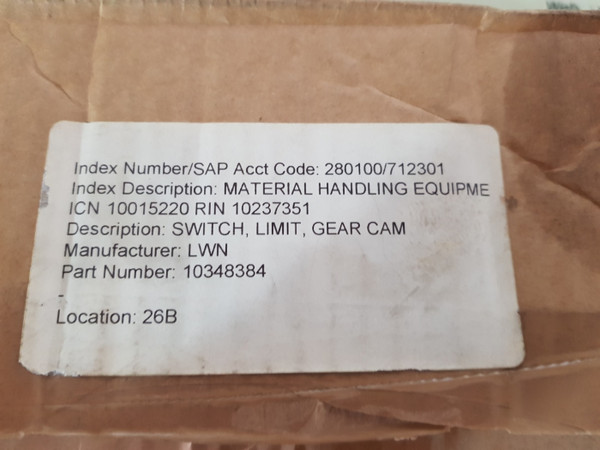 Index Number/SAP Acct Code: 280100/712301
Index Description: MATERIAL HANDLING EQUIPME
ICN 10015220 RIN 10237351
Description: SWITCH, LIMIT, GEAR CAM
Manufacturer: LWN
Part Number: 10348384
-
Location: 26B